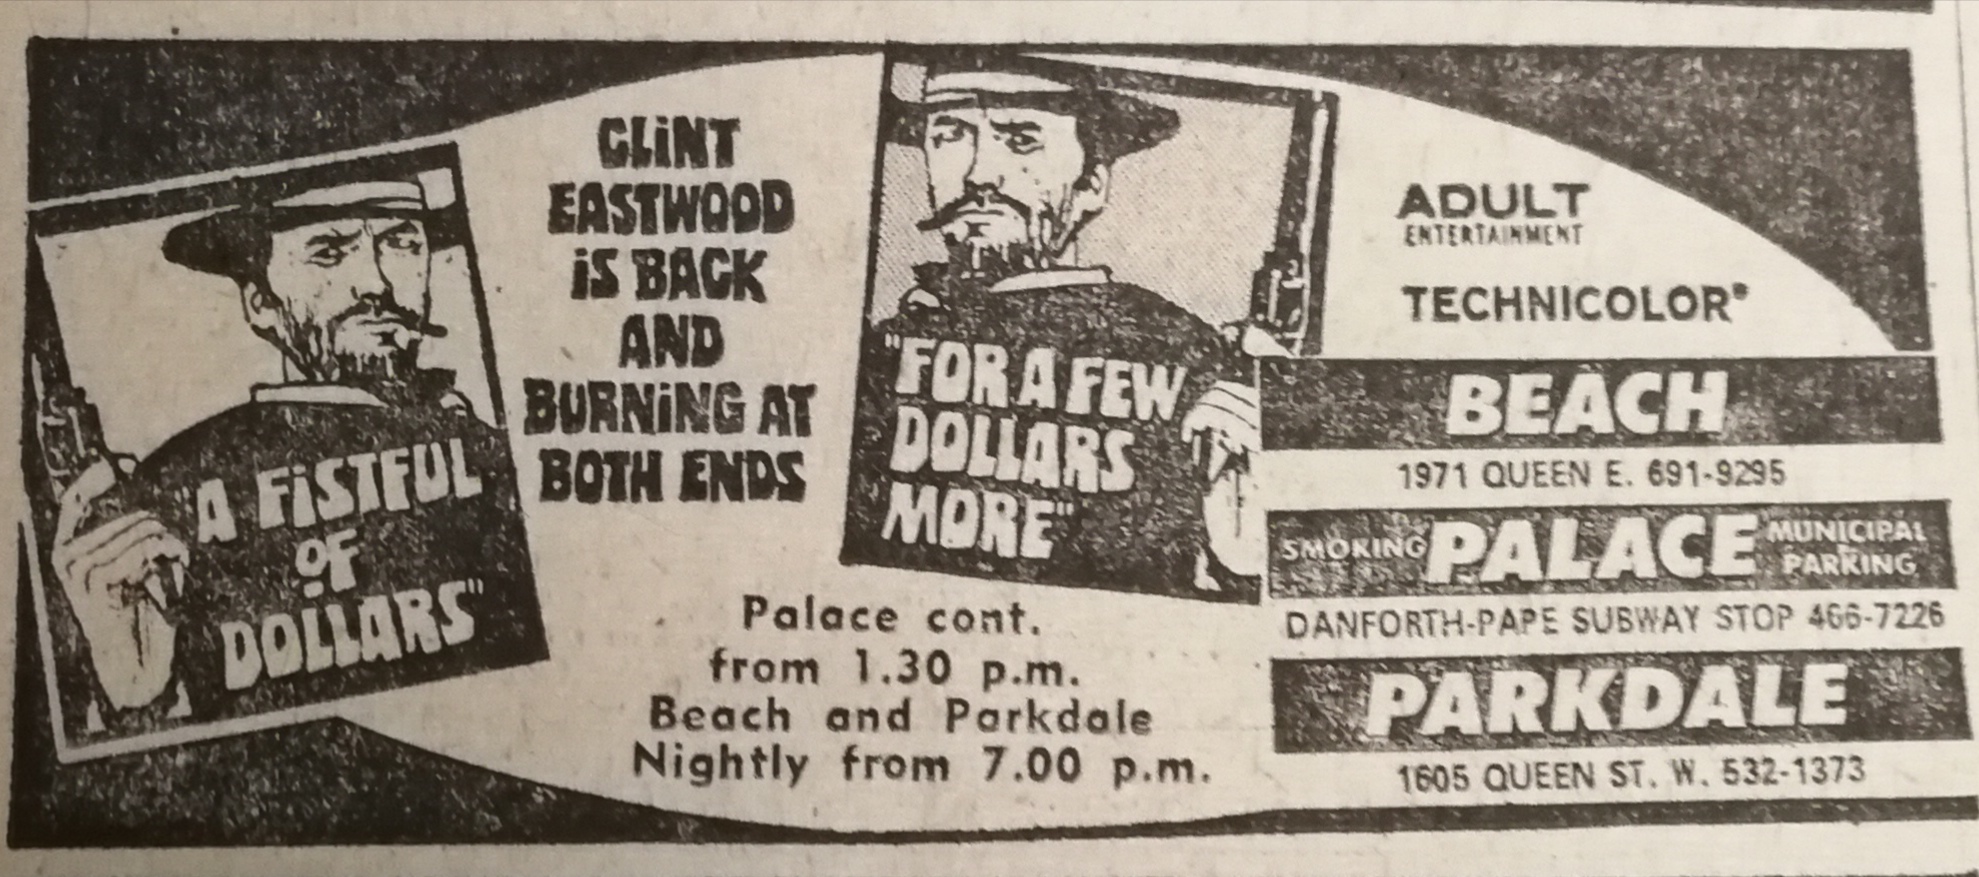 "A FiSTFUL
OF
DOLLARS"
CLiNT
EASTWOOD
iS BACK
AND
BURNiNG AT
BOTH ENDS
"FOR A FEW
DOLLARS
MORE"
Palace cont.
from 1.30 p.m.
Beach and Parkdale
Nightly from 7.00 p.m.
ADULT
ENTERTAINMENT
TECHNICOLOR®
BEACH
1971 QUEEN E. 691-9295
SMOKING PALACE MUNICIPAL PARKING
DANFORTH-PAPE SUBWAY STOP 466-7226
PARKDALE
1605 QUEEN ST. W. 532-1373